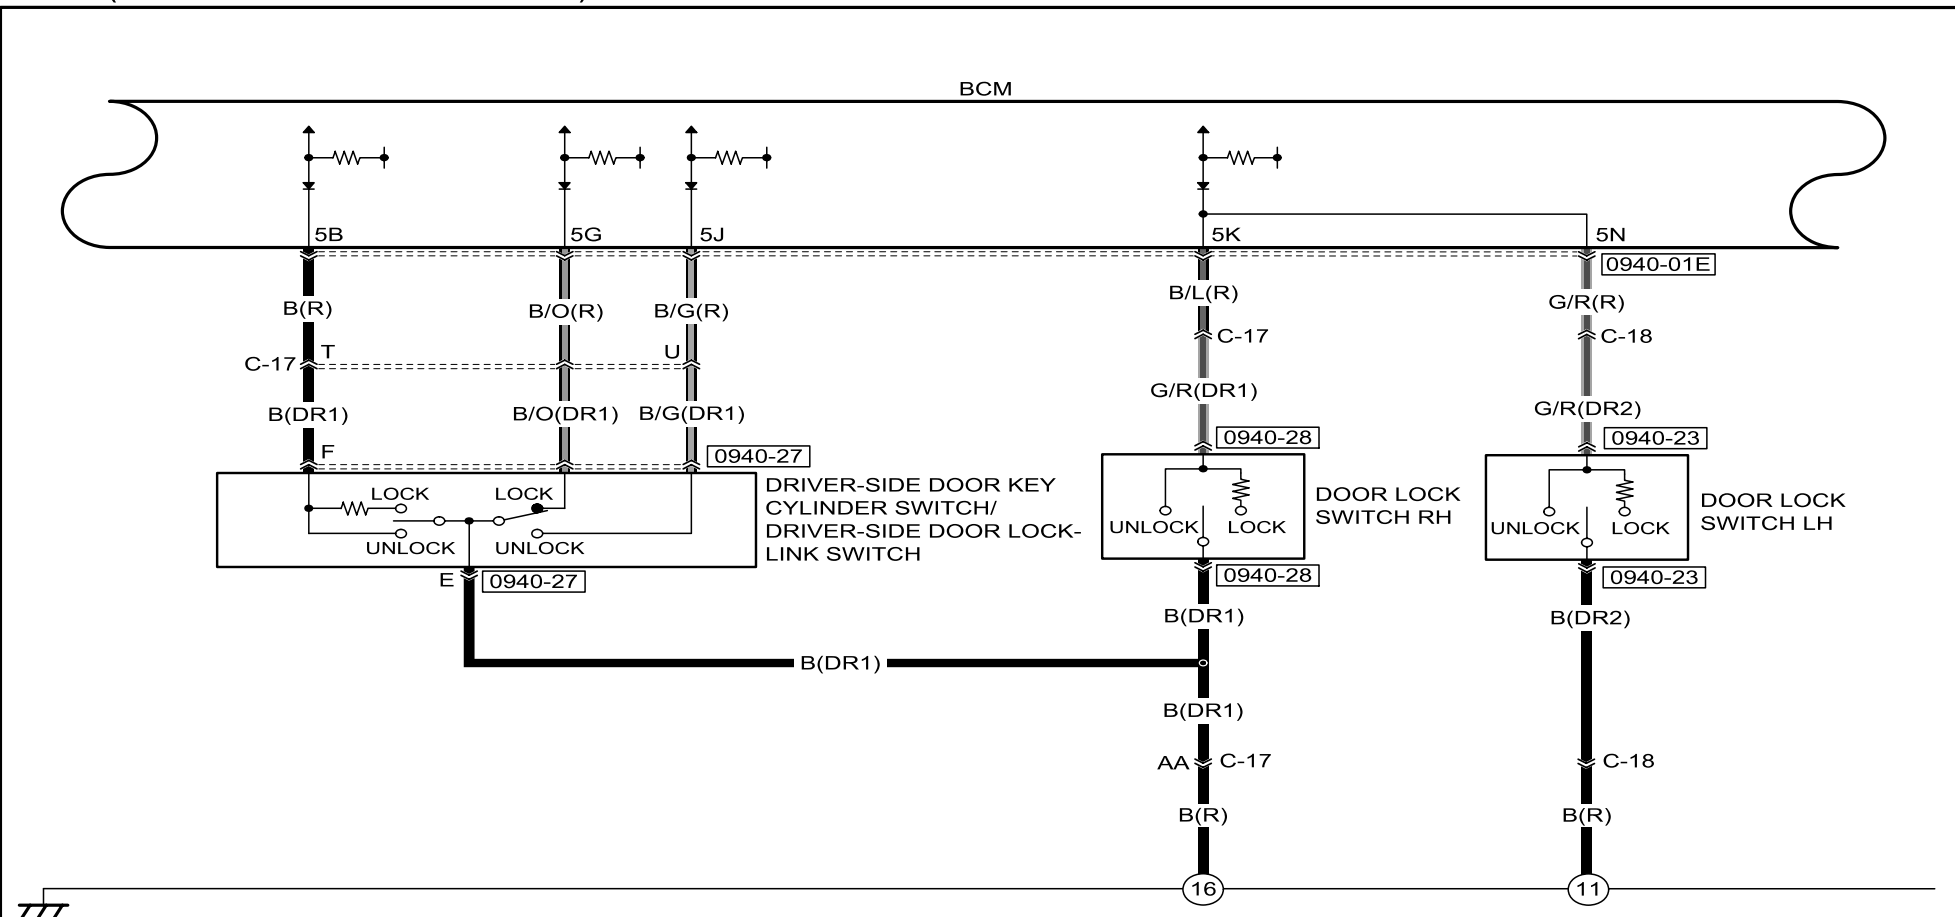 BCM
5B
5G
5J
5K
5N
0940-01E
B(R)
B/O(R)
B/G(R)
B/L(R)
G/R(R)
C-17
T
U
C-17
C-18
B(DR1)
B/O(DR1)
B/G(DR1)
G/R(DR1)
G/R(DR2)
F
0940-27
0940-28
0940-23
LOCK
LOCK
UNLOCK
UNLOCK
DRIVER-SIDE DOOR KEY
CYLINDER SWITCH/
DRIVER-SIDE DOOR LOCK-
LINK SWITCH
UNLOCK
LOCK
DOOR LOCK
SWITCH RH
UNLOCK
LOCK
DOOR LOCK
SWITCH LH
E
0940-27
0940-28
0940-23
B(DR1)
B(DR2)
B(DR1)
B(DR1)
AA
C-17
C-18
B(R)
B(R)
16
11